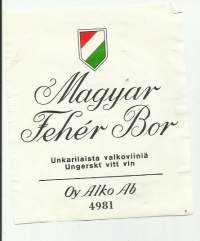 Magyar
Fehér Bor
Unkarilaista valkoviiniä
Ungerskt vitt vin
Oy Alko Ab
4981